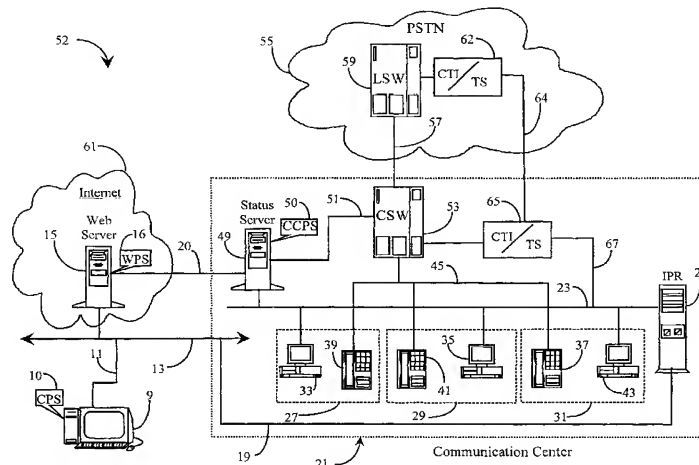 52
PSTN
62
55
59
LSW
CTI
TS
64
57
61
Internet
Web
Server
15
16
WPS
20
Status
Server
50
51
49
CCPS
CSW
53
65
CTI
TS
67
45
23
IPR
39
33
41
35
37
43
27
29
31
11
13
10
CPS
9
19
21
Communication Center